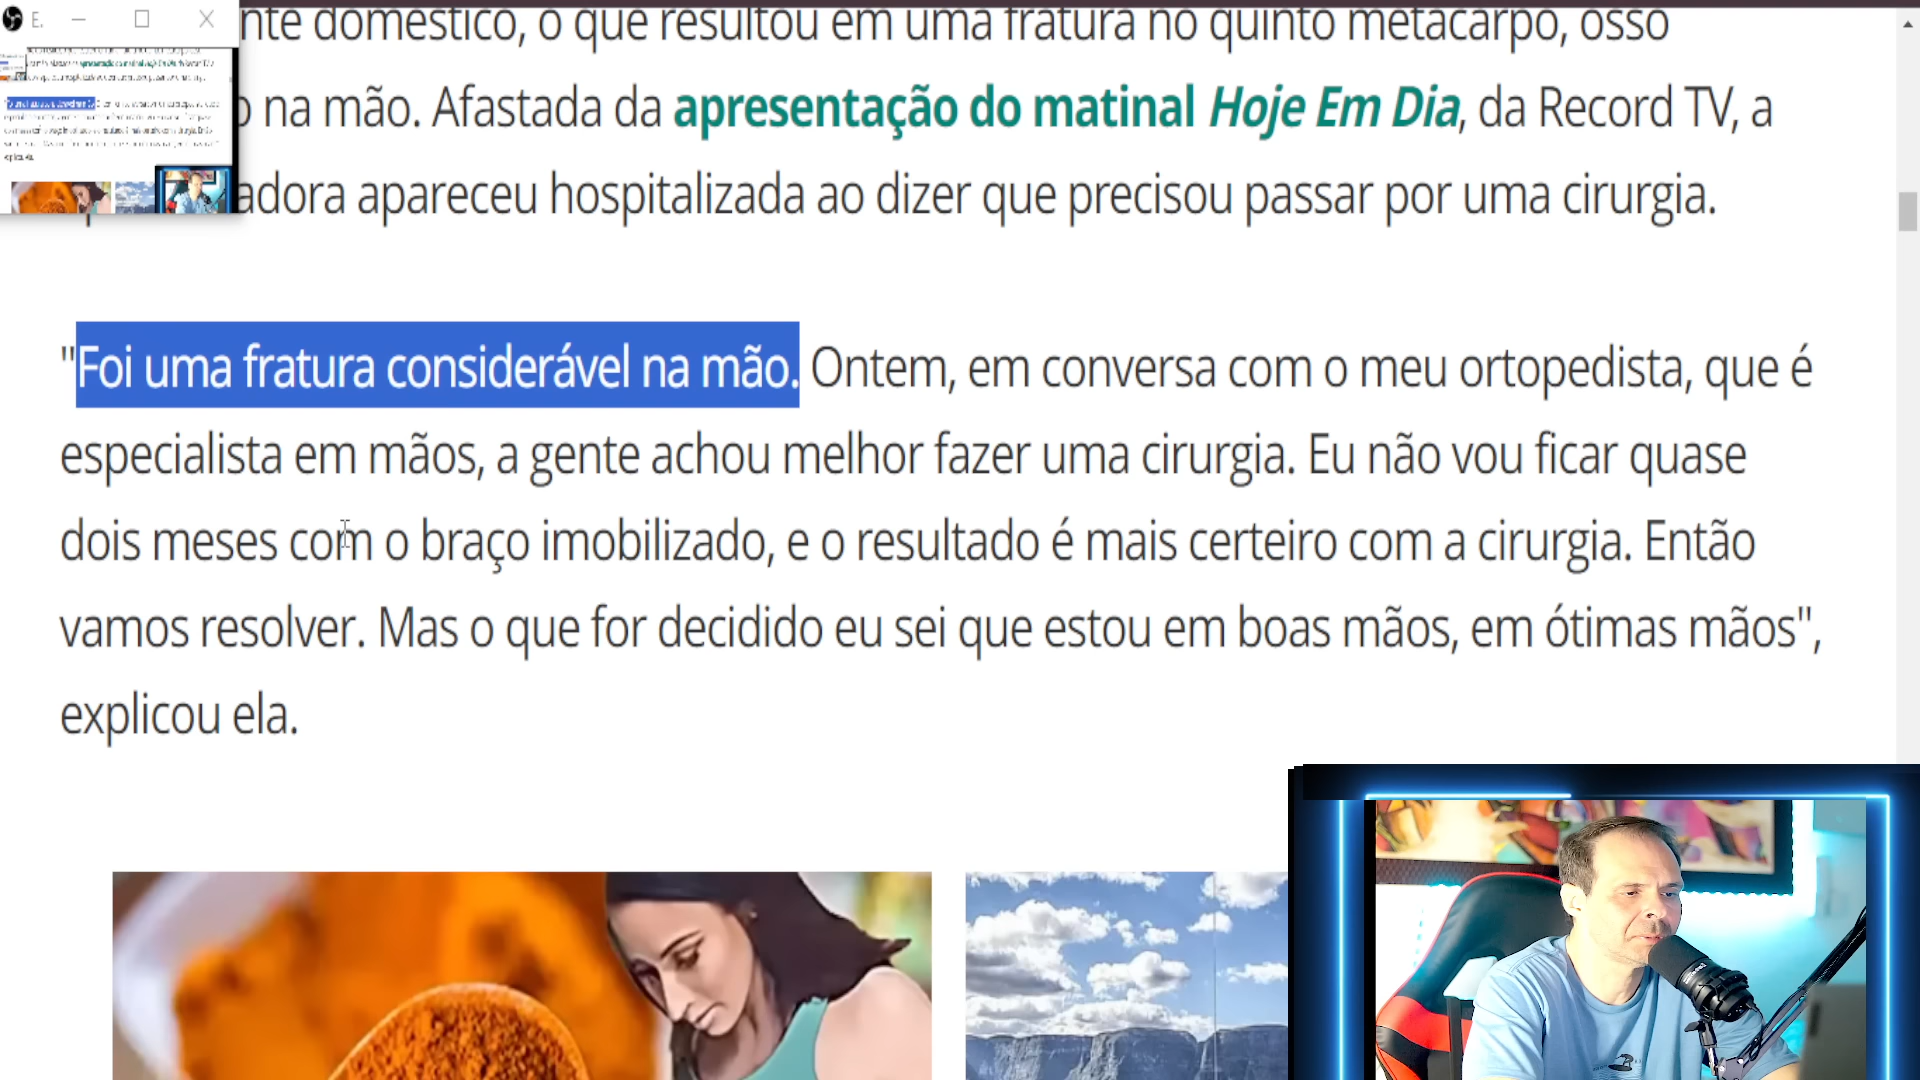 E.
nte doméstico, o que resultou em uma fratura no quinto metacarpo, osso
o na mão. Afastada da apresentação do matinal Hoje Em Dia, da Record TV, a
adora apareceu hospitalizada ao dizer que precisou passar por uma cirurgia.
"Foi uma fratura considerável na mão. Ontem, em conversa com o meu ortopedista, que é
especialista em mãos, a gente achou melhor fazer uma cirurgia. Eu não vou ficar quase
dois meses com o braço imobilizado, e o resultado é mais certeiro com a cirurgia. Então
vamos resolver. Mas o que for decidido eu sei que estou em boas mãos, em ótimas mãos",
explicou ela.